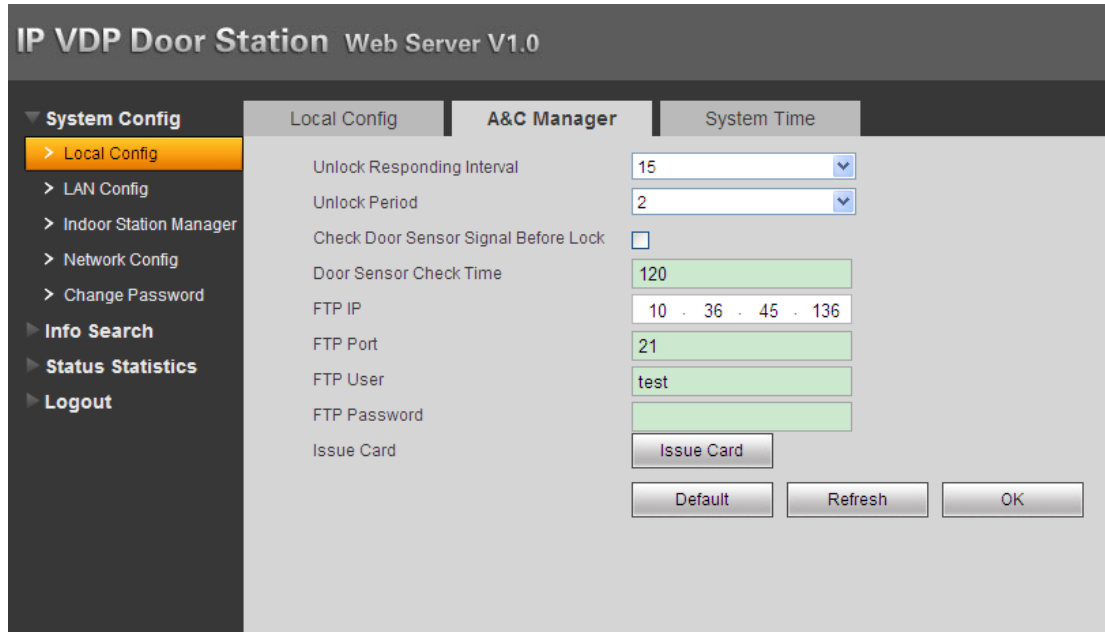 IP VDP Door Station Web Server V1.0
System Config
> Local Config
> LAN Config
> Indoor Station Manager
> Network Config
> Change Password
Info Search
Status Statistics
Logout
Local Config A&C Manager System Time
Unlock Responding Interval 15
Unlock Period 2
Check Door Sensor Signal Before Lock
Door Sensor Check Time 120
FTP IP 10 . 36 . 45 . 136
FTP Port 21
FTP User test
FTP Password
Issue Card Issue Card
Default Refresh OK